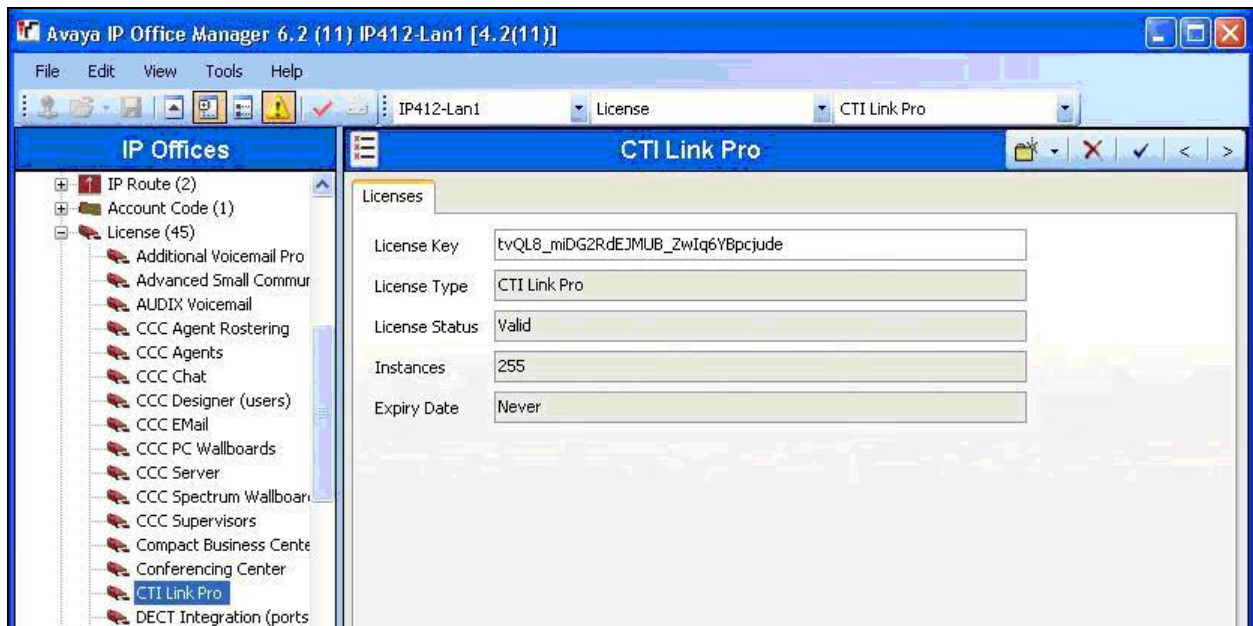 Avaya IP Office Manager 6.2 (11) IP412-Lan1 [4.2(11)]
File Edit View Tools Help
IP412-Lan1 License CTI Link Pro
IP Offices
IP Route (2)
Account Code (1)
License (45)
Additional Voicemail Pro
Advanced Small Commur
AUDIX Voicemail
CCC Agent Rostering
CCC Agents
CCC Chat
CCC Designer (users)
CCC EMail
CCC PC Wallboards
CCC Server
CCC Spectrum Wallboar
CCC Supervisors
Compact Business Cente
Conferencing Center
CTI Link Pro
DECT Integration (ports
CTI Link Pro
Licenses
License Key tvQL8_miDG2RdEJMUB_ZwIq6YBpcjude
License Type CTI Link Pro
License Status Valid
Instances 255
Expiry Date Never